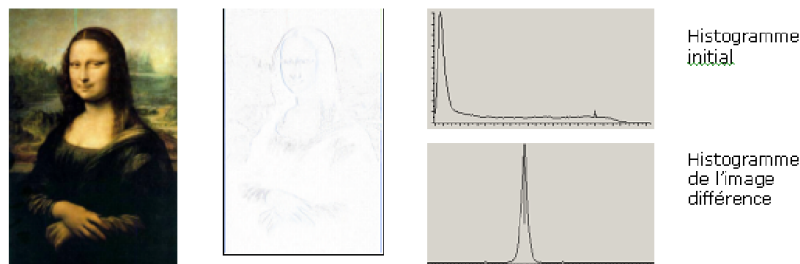 Histogramme
initial
Histogramme
de l'image
différence